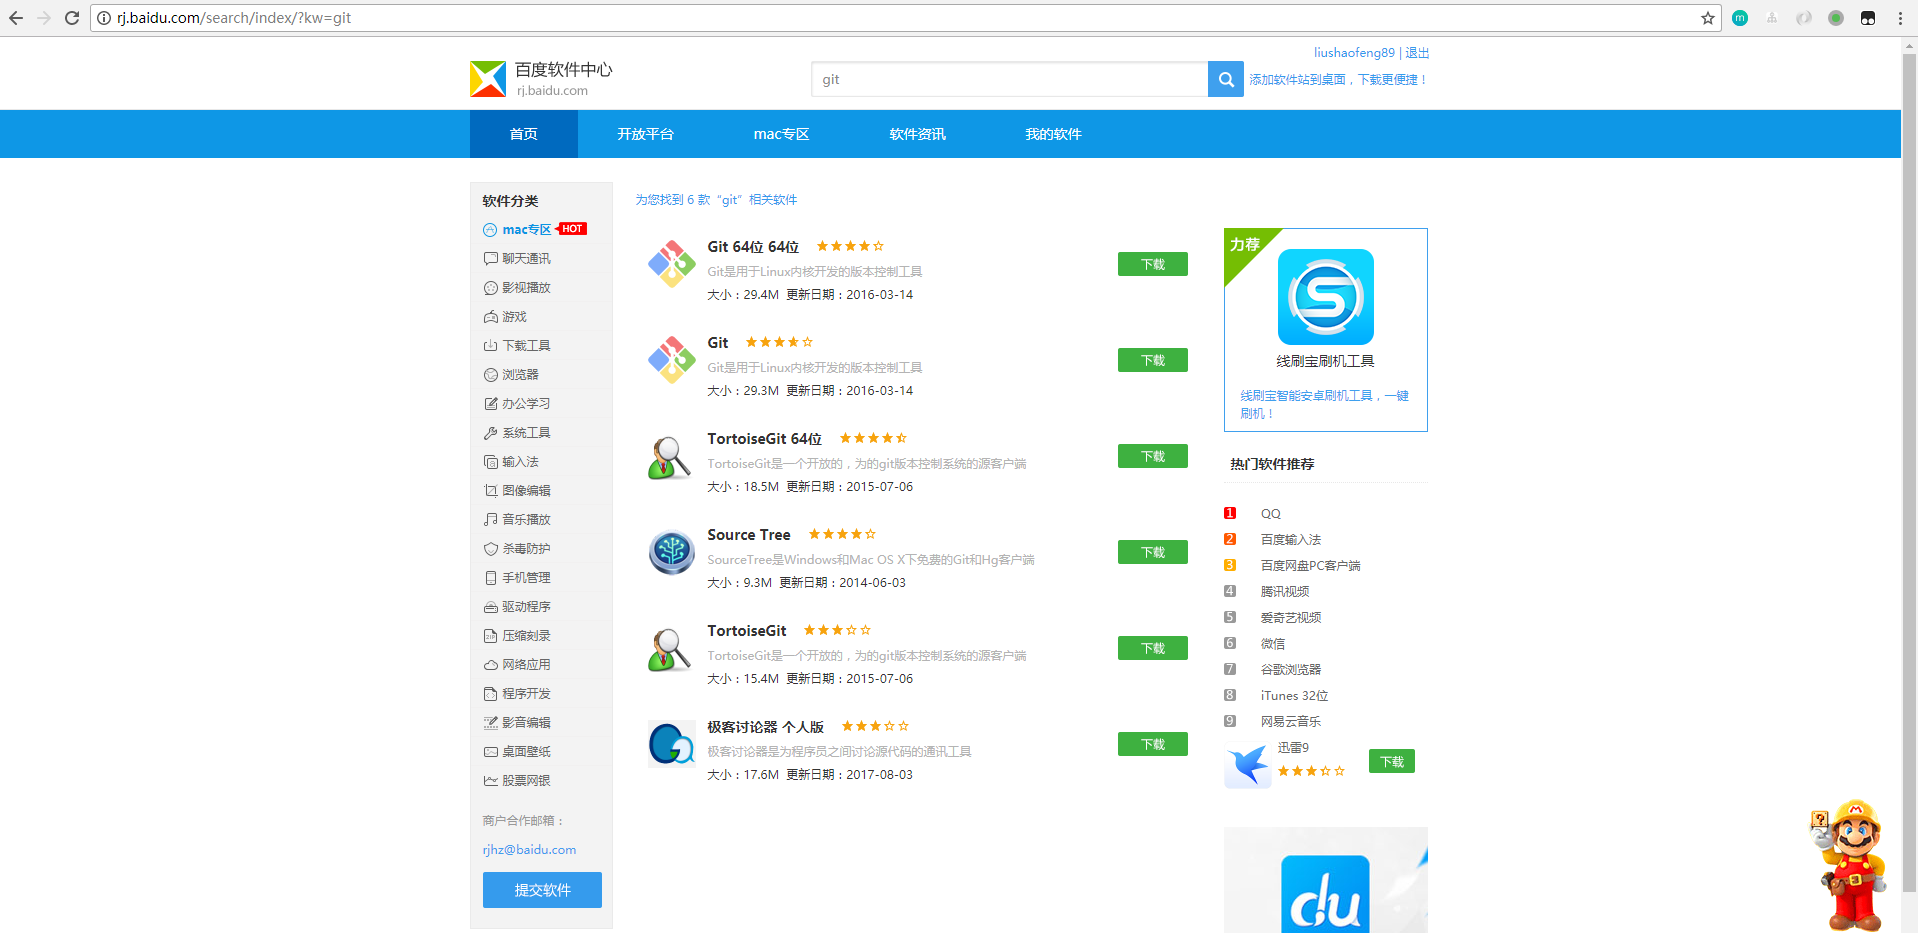 rj.baidu.com/search/index/?kw=git
liushaofeng89 | 退出
百度软件中心
rj.baidu.com
git
添加软件站到桌面，下载更便捷！
首页
开放平台
mac专区
软件资讯
我的软件
软件分类
mac专区 HOT
聊天通讯
影视播放
游戏
下载工具
浏览器
办公学习
系统工具
输入法
图像编辑
音乐播放
杀毒防护
手机管理
驱动程序
压缩刻录
网络应用
程序开发
影音编辑
桌面壁纸
股票网银
商户合作邮箱：
rjhz@baidu.com
提交软件
为您找到 6 款 “git” 相关软件
Git 64位 64位
Git是用于Linux内核开发的版本控制工具
大小：29.4M 更新日期：2016-03-14
下载
Git
Git是用于Linux内核开发的版本控制工具
大小：29.3M 更新日期：2016-03-14
下载
TortoiseGit 64位
TortoiseGit是一个开放的，为的git版本控制系统的源客户端
大小：18.5M 更新日期：2015-07-06
下载
Source Tree
SourceTree是Windows和Mac OS X下免费的Git和Hg客户端
大小：9.3M 更新日期：2014-06-03
下载
TortoiseGit
TortoiseGit是一个开放的，为的git版本控制系统的源客户端
大小：15.4M 更新日期：2015-07-06
下载
极客讨论器 个人版
极客讨论器是为程序员之间讨论源代码的通讯工具
大小：17.6M 更新日期：2017-08-03
下载
力荐
S
线刷宝刷机工具
线刷宝智能安卓刷机工具，一键
刷机！
热门软件推荐
1 QQ
2 百度输入法
3 百度网盘PC客户端
4 腾讯视频
5 爱奇艺视频
6 微信
7 谷歌浏览器
8 iTunes 32位
9 网易云音乐
迅雷9
下载
du
?
M